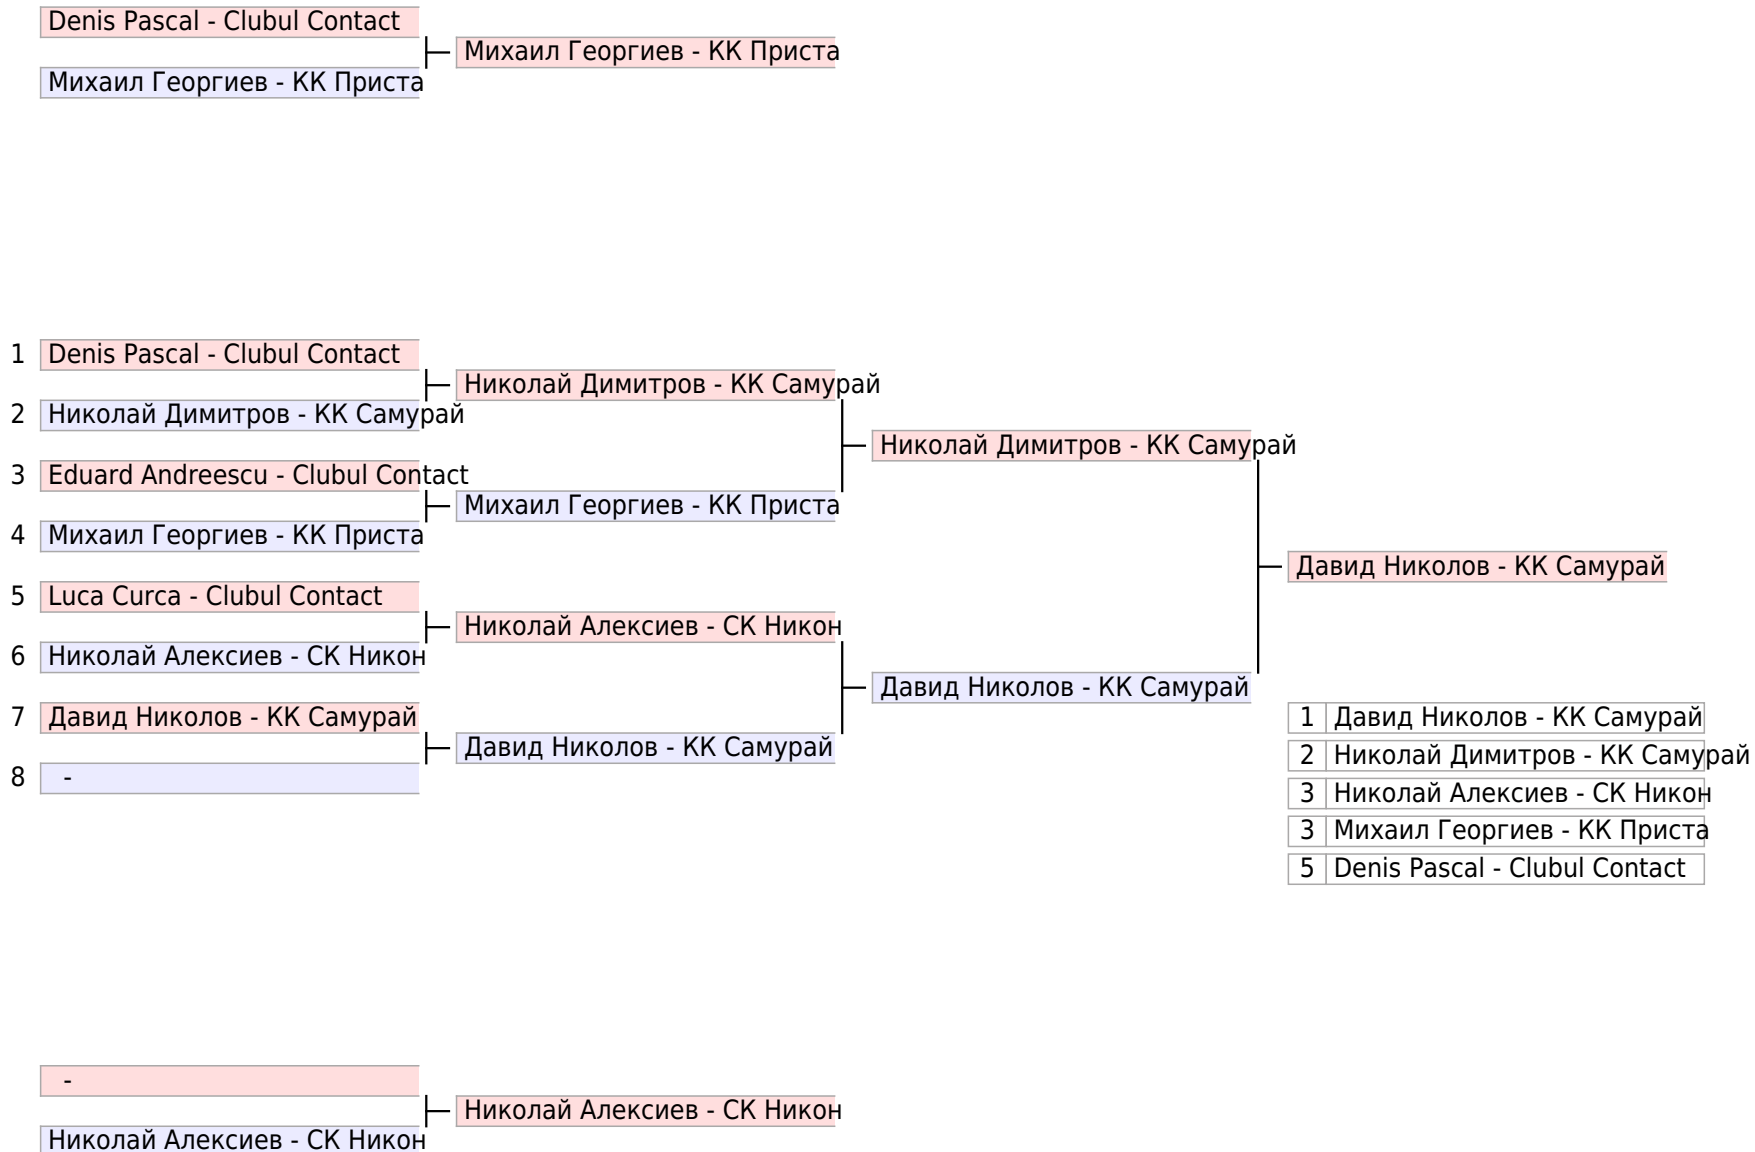 Denis Pascal - Clubul Contact
Михаил Георгиев - КК Приста
Михаил Георгиев - КК Приста
1 Denis Pascal - Clubul Contact
Николай Димитров - КК Самурай
2 Николай Димитров - КК Самурай
Николай Димитров - КК Самурай
3 Eduard Andreescu - Clubul Contact
Михаил Георгиев - КК Приста
4 Михаил Георгиев - КК Приста
Давид Николов - КК Самурай
5 Luca Curca - Clubul Contact
Николай Алексиев - СК Никон
6 Николай Алексиев - СК Никон
Давид Николов - КК Самурай
7 Давид Николов - КК Самурай
1 Давид Николов - КК Самурай
Давид Николов - КК Самурай
2 Николай Димитров - КК Самурай
8 -
3 Николай Алексиев - СК Никон
3 Михаил Георгиев - КК Приста
5 Denis Pascal - Clubul Contact
-
Николай Алексиев - СК Никон
Николай Алексиев - СК Никон